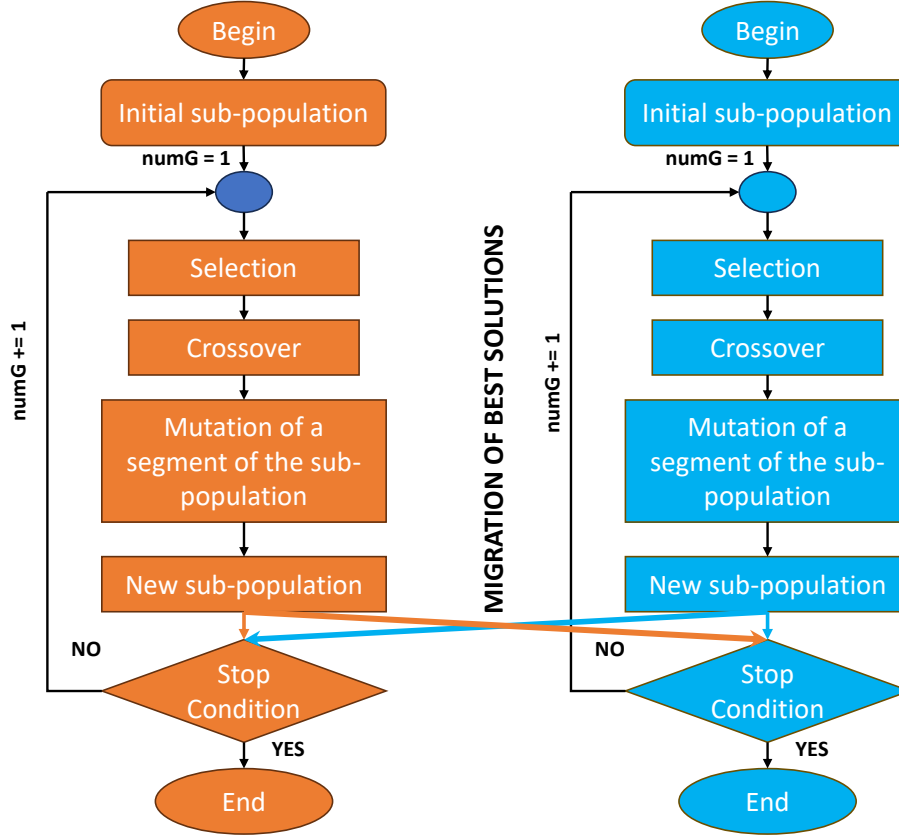 Begin
Initial sub-population
numG = 1
Selection
Crossover
Mutation of a
segment of the sub-
population
New sub-population
NO
Stop
Condition
YES
End
numG += 1
MIGRATION OF BEST SOLUTIONS
Begin
Initial sub-population
numG = 1
Selection
Crossover
Mutation of a
segment of the sub-
population
New sub-population
NO
Stop
Condition
YES
End
numG += 1